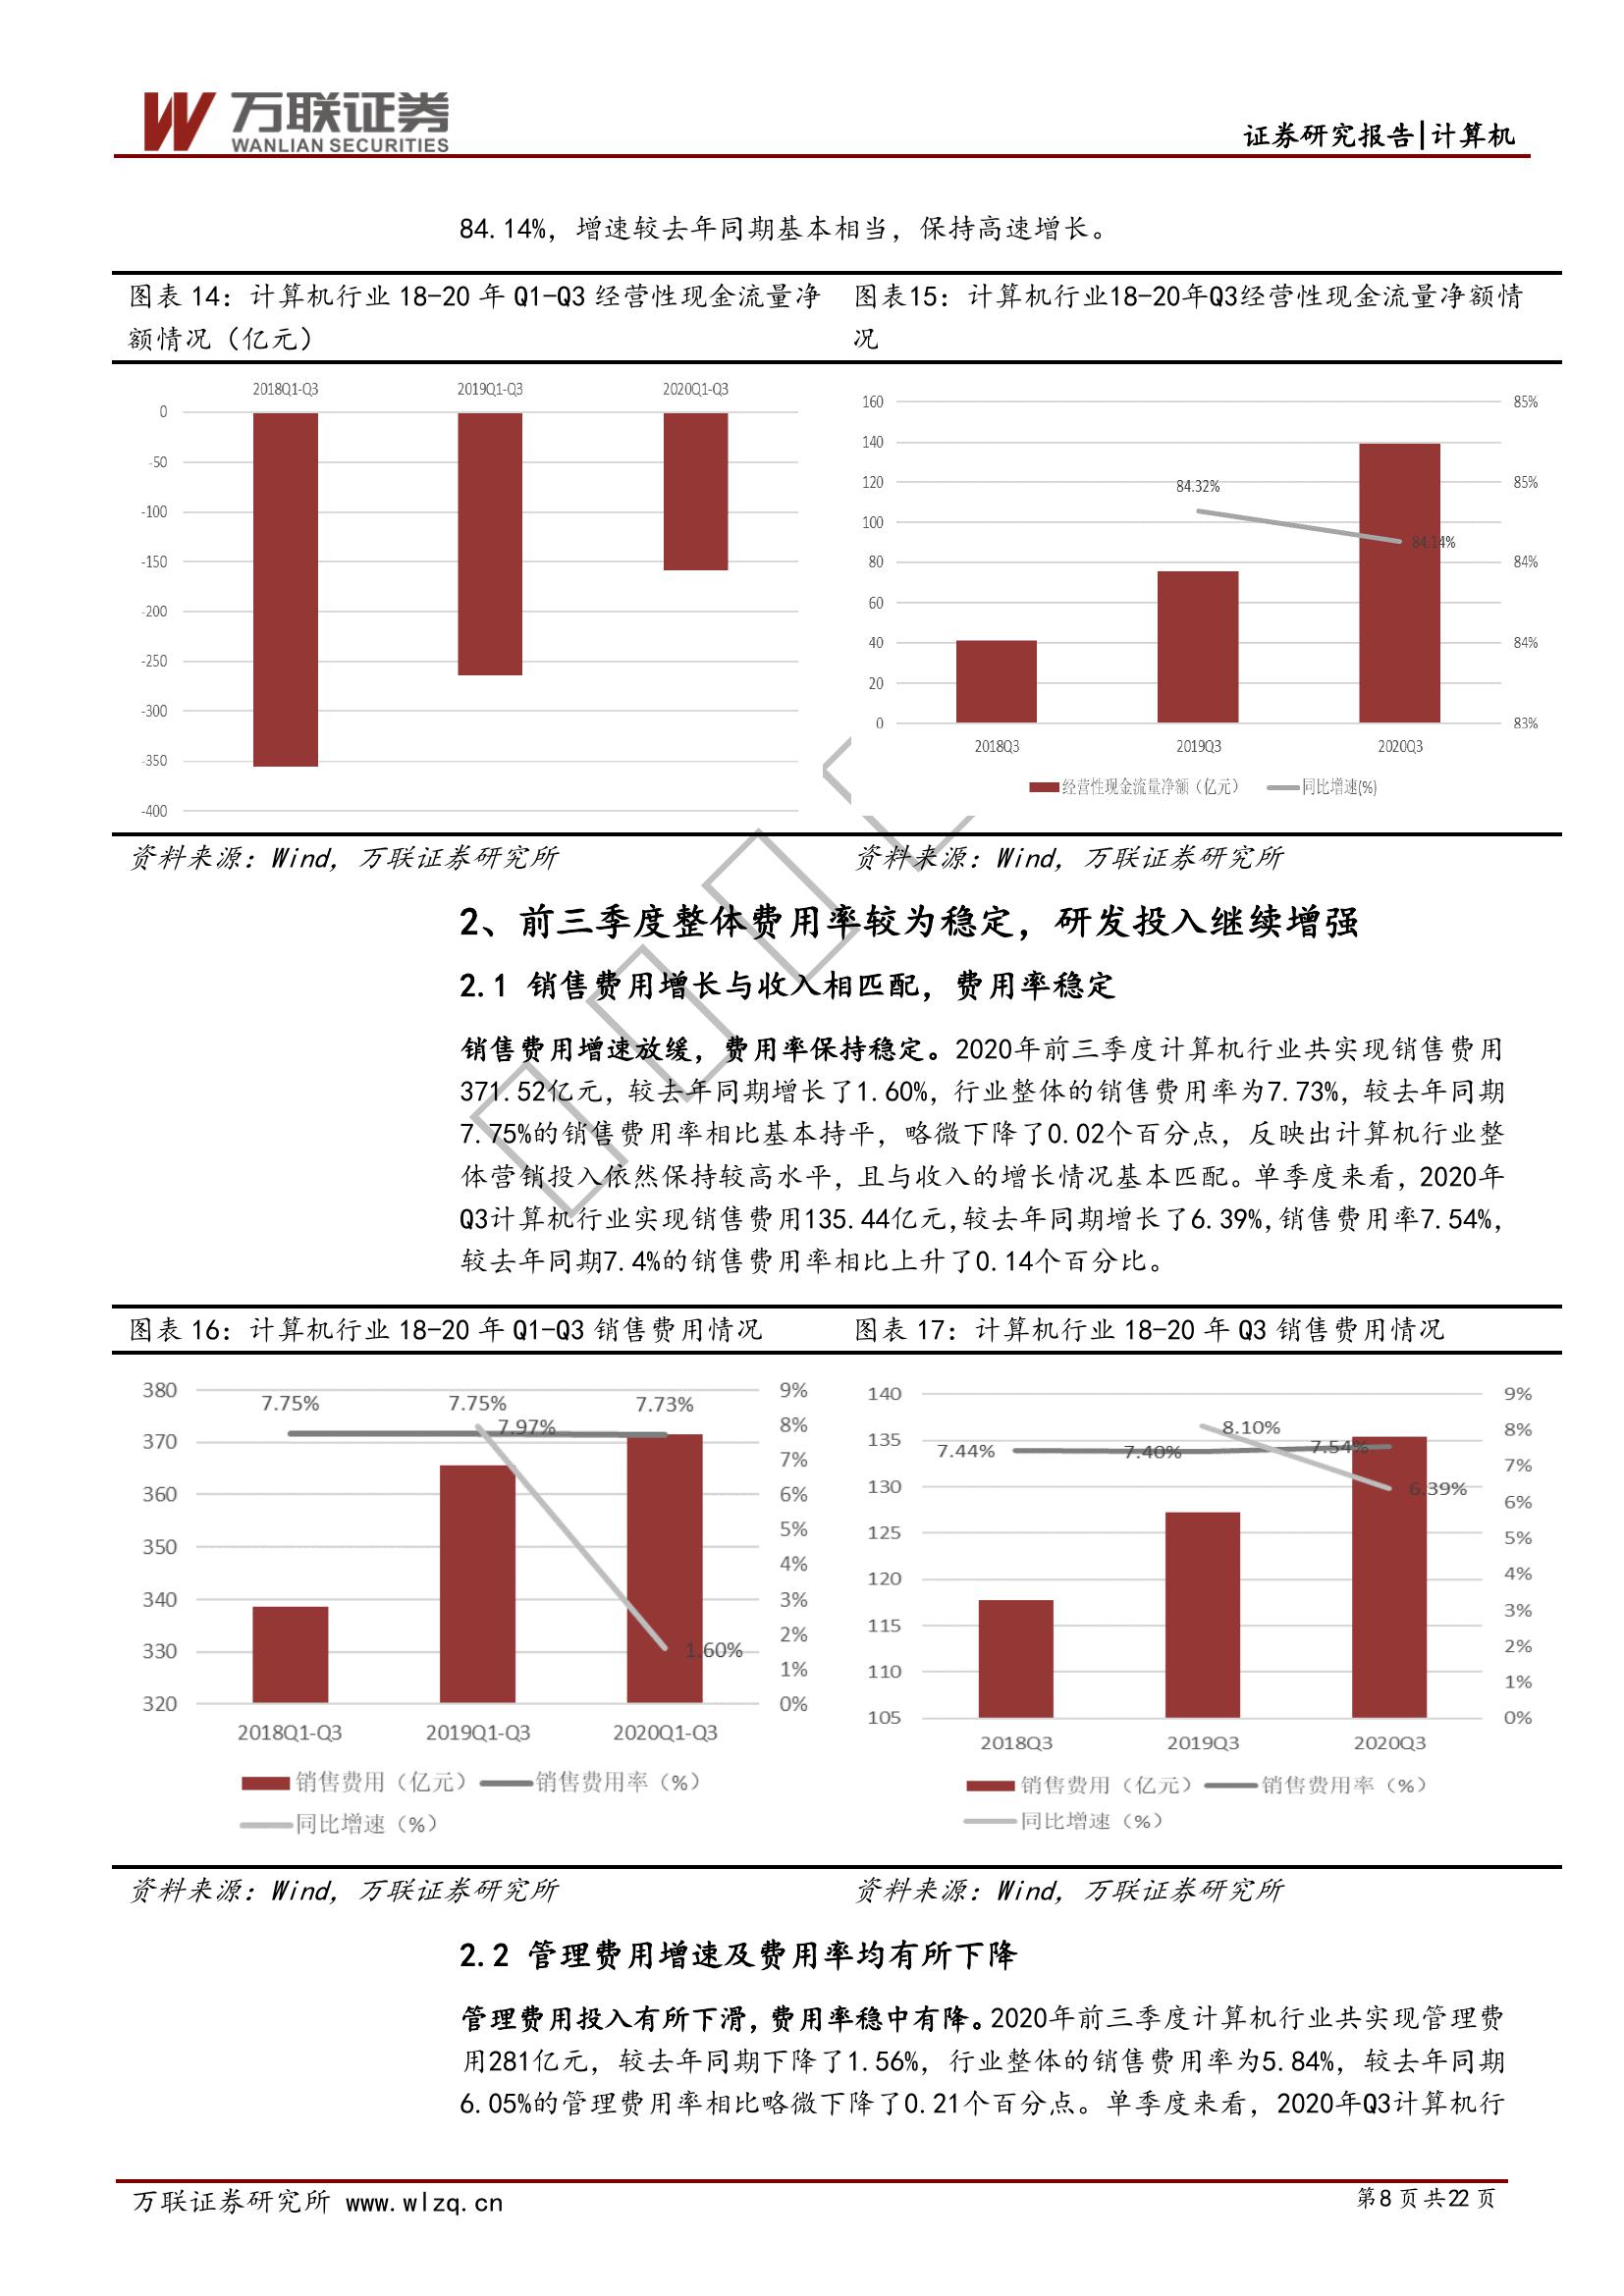 万联证券
WANLIAN SECURITIES
证券研究报告|计算机
84.14%，增速较去年同期基本相当，保持高速增长。
图表 14：计算机行业 18-20 年 Q1-Q3 经营性现金流量净
额情况（亿元）
图表15：计算机行业18-20年Q3经营性现金流量净额情
况
2018Q1-Q3 2019Q1-Q3 2020Q1-Q3
0
-50
-100
-150
-200
-250
-300
-350
-400
160 85%
140
120 85%
84.32%
100
84.14%
80 84%
60
40 84%
20
0 83%
2018Q3 2019Q3 2020Q3
经营性现金流量净额（亿元） 同比增速(%)
资料来源：Wind，万联证券研究所
资料来源：Wind，万联证券研究所
2、前三季度整体费用率较为稳定，研发投入继续增强
2.1 销售费用增长与收入相匹配，费用率稳定
销售费用增速放缓，费用率保持稳定。2020年前三季度计算机行业共实现销售费用
371.52亿元，较去年同期增长了1.60%，行业整体的销售费用率为7.73%，较去年同期
7.75%的销售费用率相比基本持平，略微下降了0.02个百分点，反映出计算机行业整
体营销投入依然保持较高水平，且与收入的增长情况基本匹配。单季度来看，2020年
Q3计算机行业实现销售费用135.44亿元,较去年同期增长了6.39%,销售费用率7.54%,
较去年同期7.4%的销售费用率相比上升了0.14个百分比。
图表 16：计算机行业 18-20 年 Q1-Q3 销售费用情况
图表 17：计算机行业 18-20 年 Q3 销售费用情况
380 9%
7.75% 7.75% 7.73%
7.97% 8%
370
7%
360 6%
350 5%
4%
340 3%
330 2%
1.60%
1%
320 0%
2018Q1-Q3 2019Q1-Q3 2020Q1-Q3
销售费用（亿元） 销售费用率（%）
同比增速（%）
140 9%
8.10% 8%
135
7.44% 7.40% 7.54%
7%
130 6.39%
6%
125 5%
120 4%
115 3%
2%
110 1%
105 0%
2018Q3 2019Q3 2020Q3
销售费用（亿元） 销售费用率（%）
同比增速（%）
资料来源：Wind，万联证券研究所
资料来源：Wind，万联证券研究所
2.2 管理费用增速及费用率均有所下降
管理费用投入有所下滑，费用率稳中有降。2020年前三季度计算机行业共实现管理费
用281亿元，较去年同期下降了1.56%，行业整体的销售费用率为5.84%，较去年同期
6.05%的管理费用率相比略微下降了0.21个百分点。单季度来看，2020年Q3计算机行
万联证券研究所 www.wlzq.cn
第8页共22页